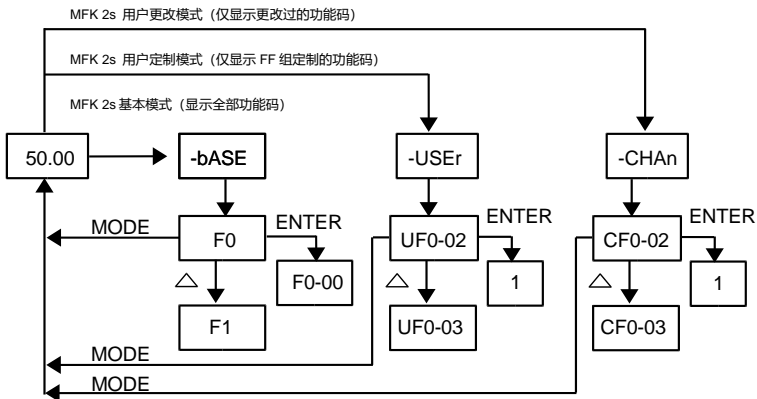 MFK 2s 用户更改模式（仅显示更改过的功能码）
MFK 2s 用户定制模式（仅显示 FF 组定制的功能码）
MFK 2s 基本模式（显示全部功能码）
50.00
-bASE
-USEr
-CHAn
MODE
F0
ENTER
UF0-02
ENTER
CF0-02
ENTER
△
F0-00
△
1
△
1
F1
UF0-03
CF0-03
MODE
MODE